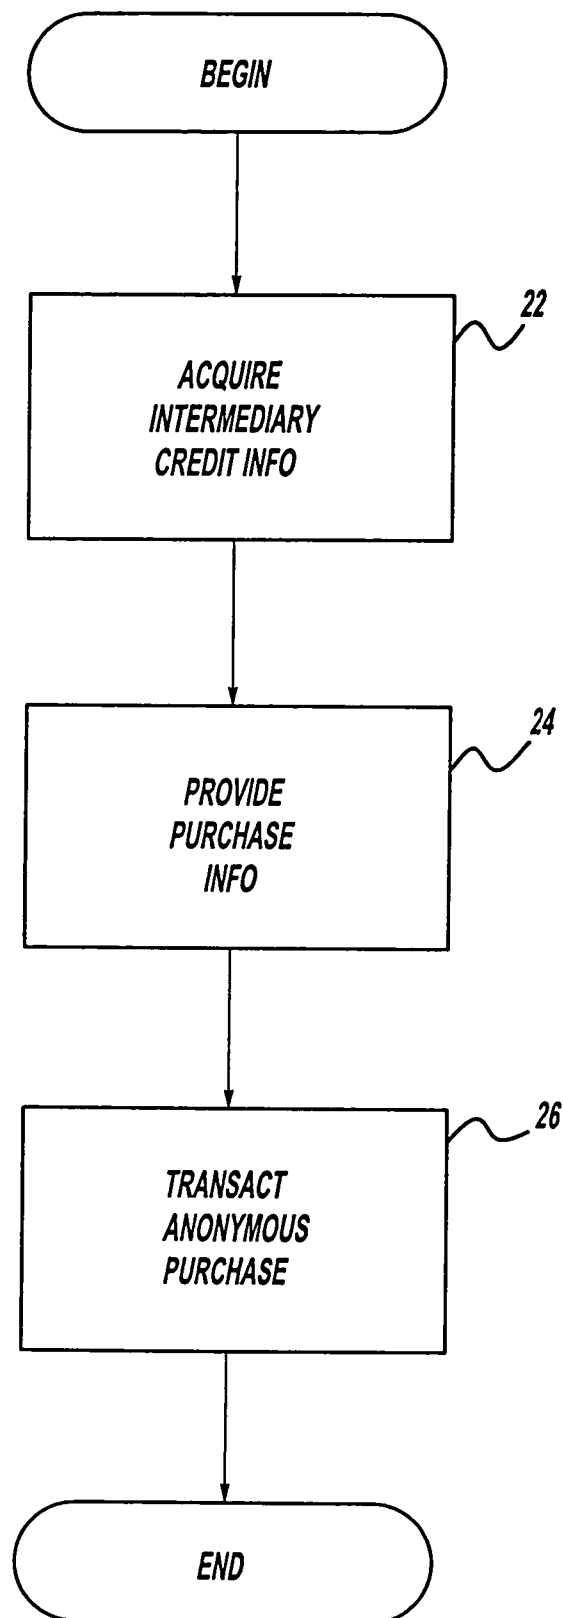 BEGIN
22
ACQUIRE
INTERMEDIARY
CREDIT INFO
24
PROVIDE
PURCHASE
INFO
26
TRANSACT
ANONYMOUS
PURCHASE
END